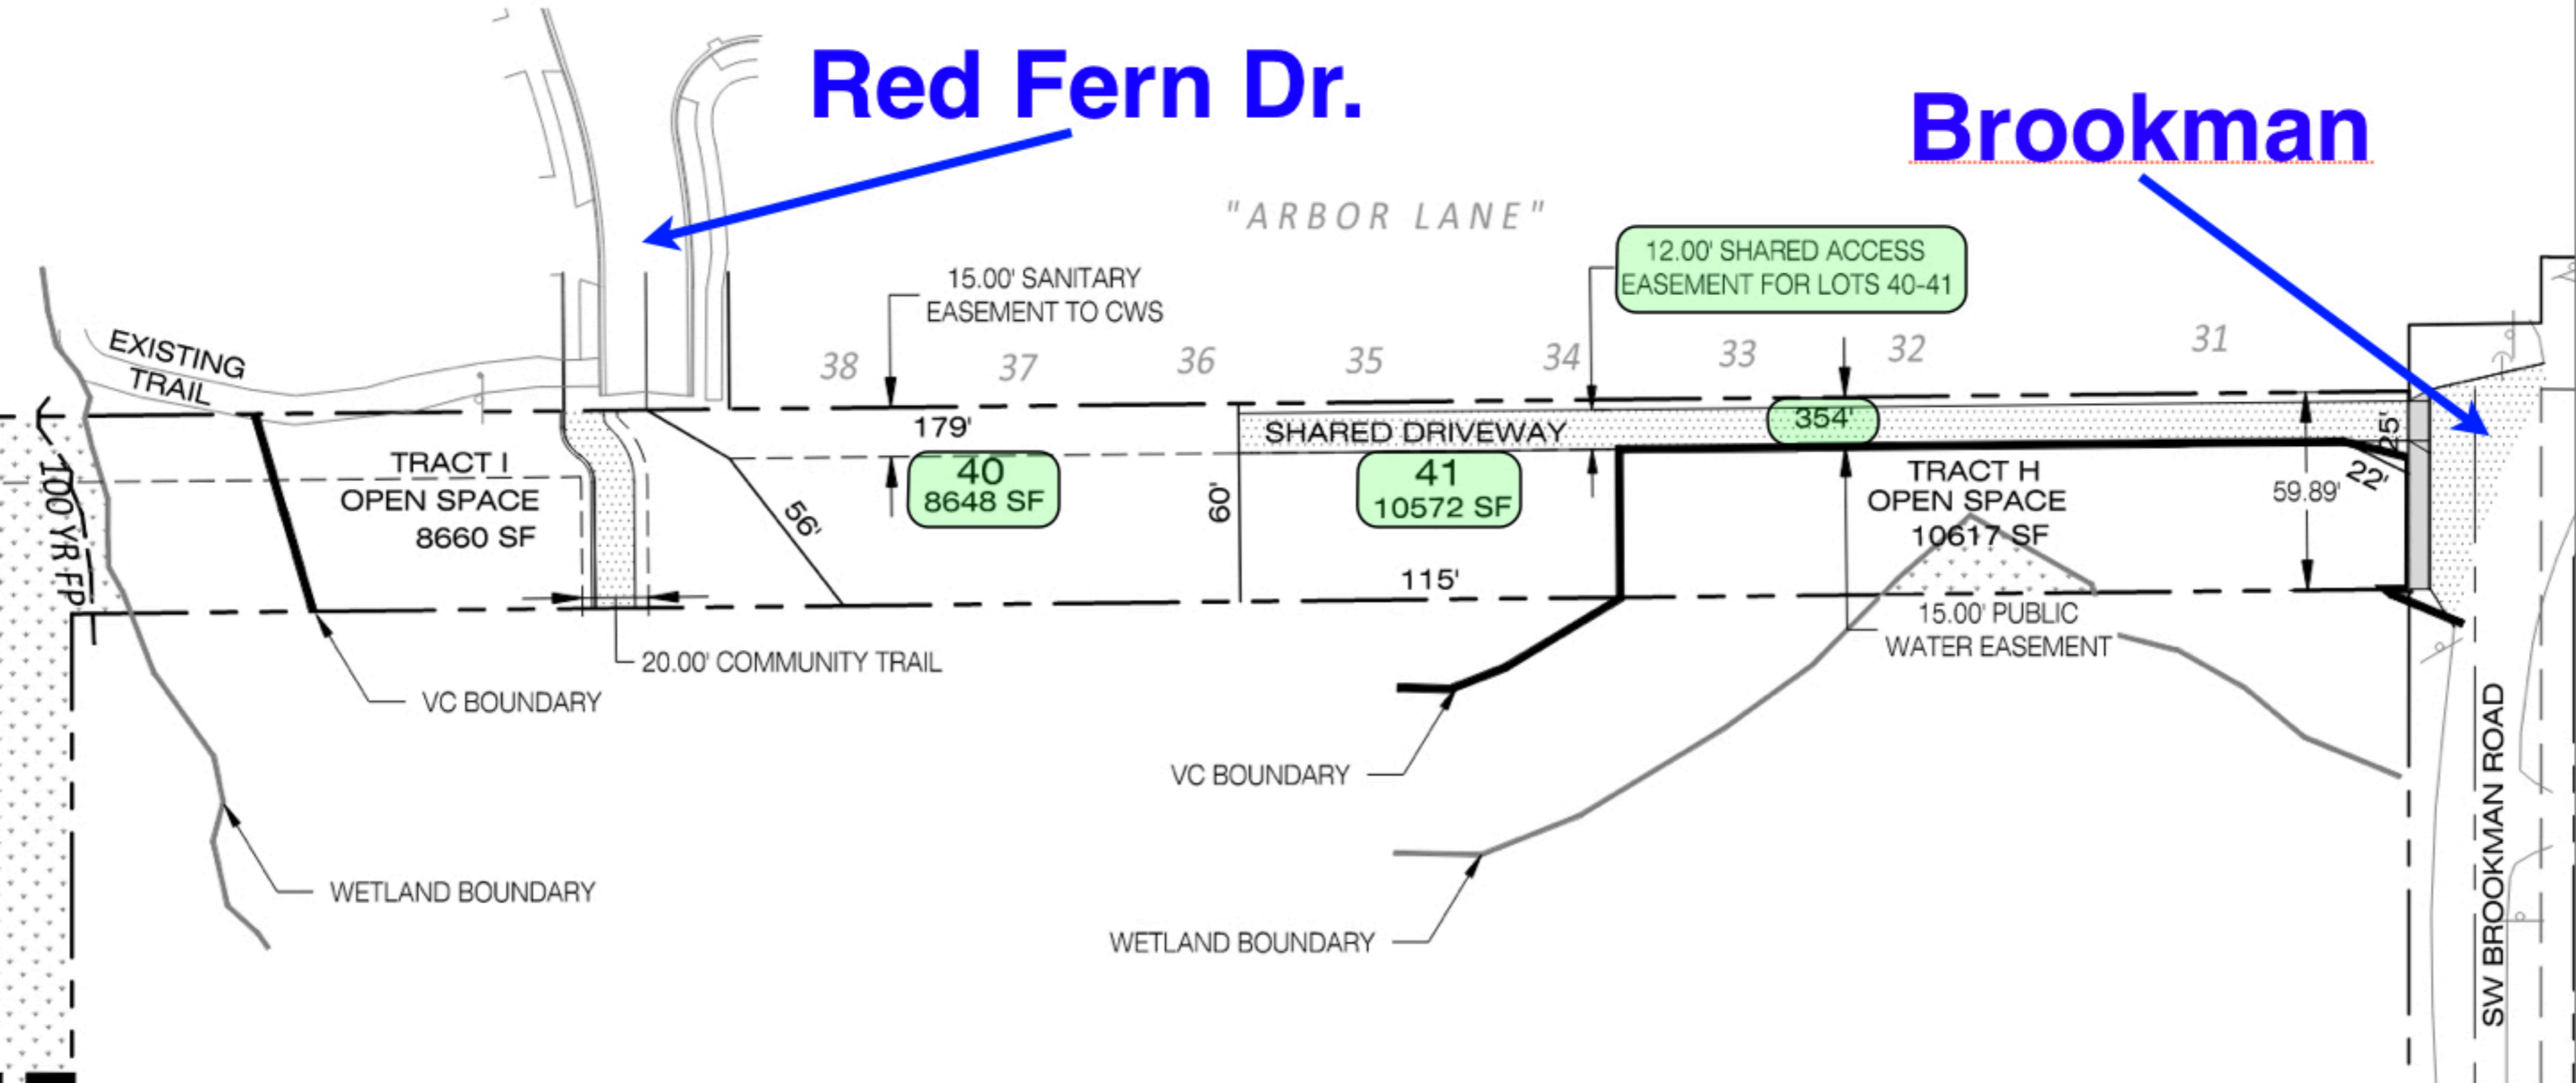 Red Fern Dr.
Brookman
"ARBOR LANE"
12.00' SHARED ACCESS
EASEMENT FOR LOTS 40-41
15.00' SANITARY
EASEMENT TO CWS
EXISTING
TRAIL
38
37
36
35
34
33
32
31
179'
SHARED DRIVEWAY
354'
25'
22'
100 YR FP
TRACT I
OPEN SPACE
8660 SF
56'
40
8648 SF
60'
41
10572 SF
TRACT H
OPEN SPACE
10617 SF
59.89'
115'
15.00' PUBLIC
WATER EASEMENT
20.00' COMMUNITY TRAIL
VC BOUNDARY
VC BOUNDARY
WETLAND BOUNDARY
WETLAND BOUNDARY
SW BROOKMAN ROAD